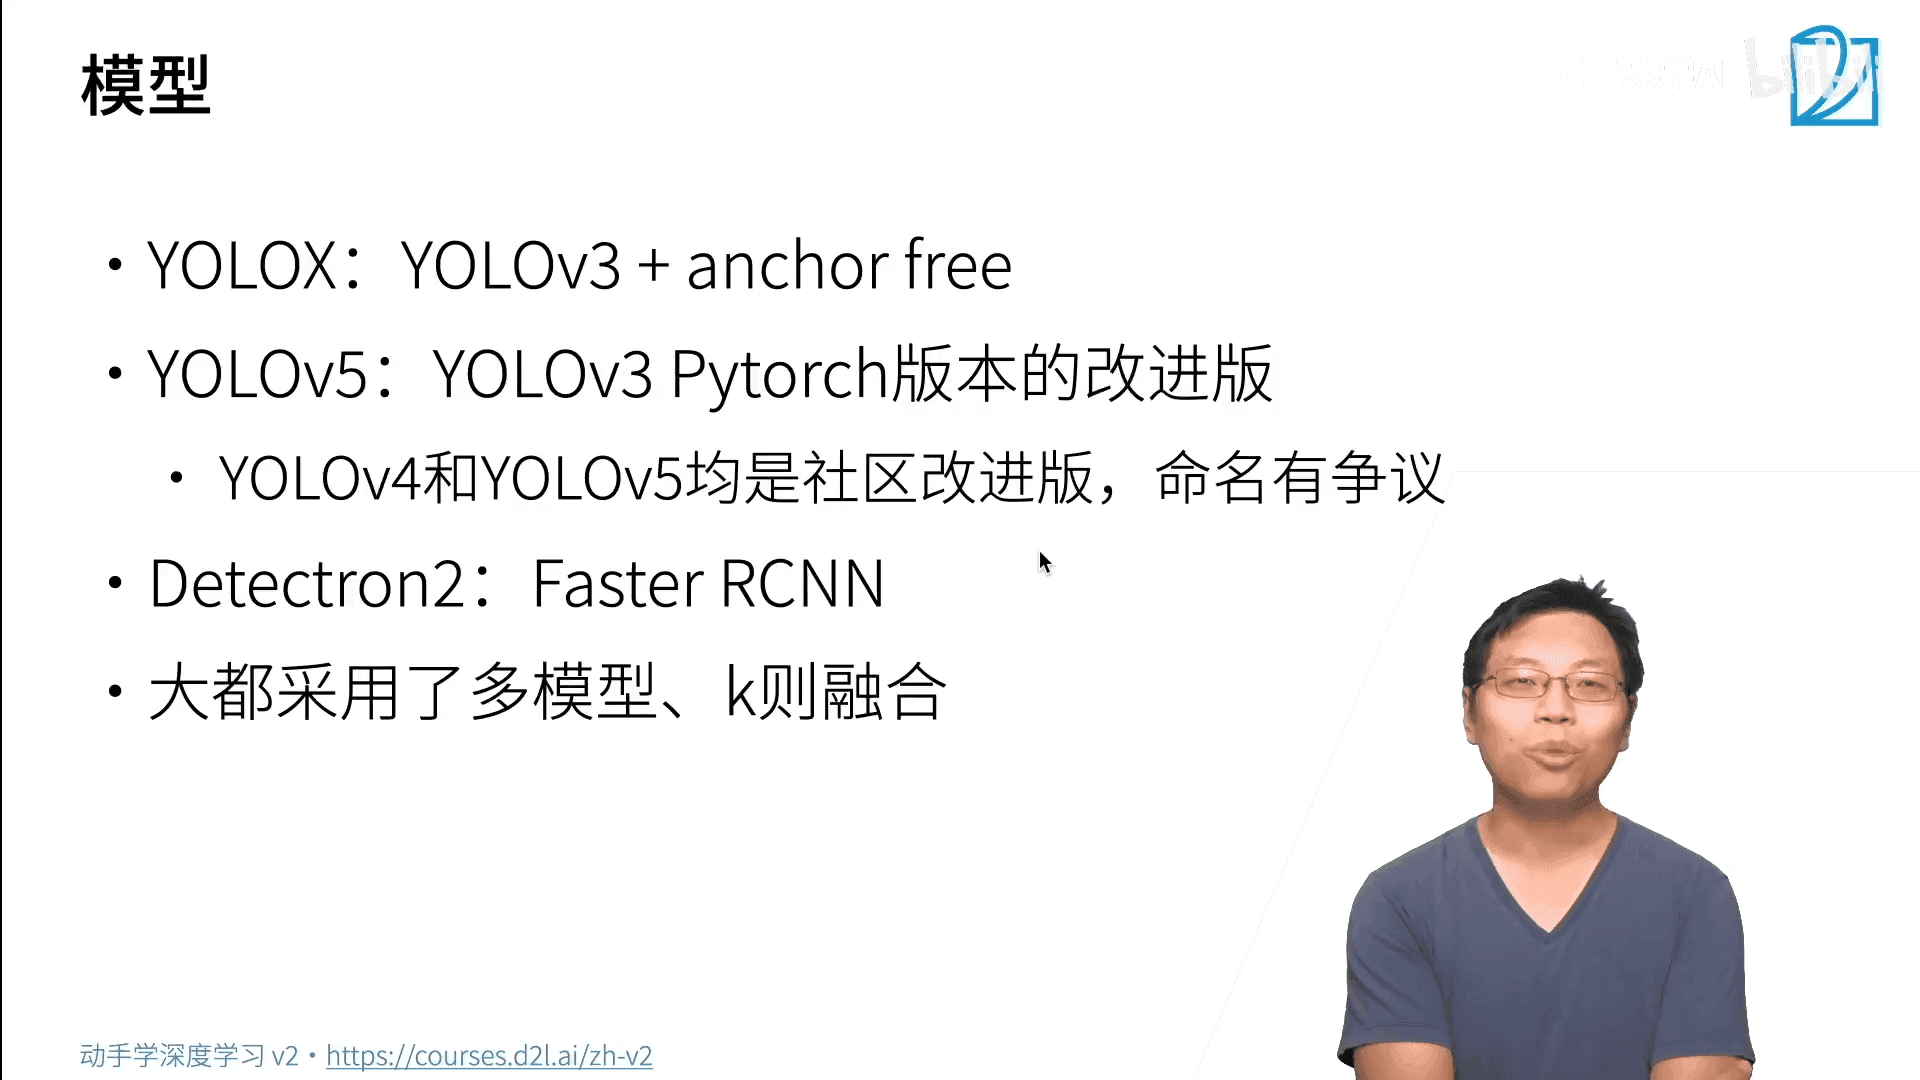 模型
• YOLOX：YOLOv3 + anchor free
• YOLOv5：YOLOv3 Pytorch版本的改进版
• YOLOv4和YOLOv5均是社区改进版，命名有争议
• Detectron2：Faster RCNN
• 大都采用了多模型、k则融合
动手学深度学习 v2 • https://courses.d2l.ai/zh-v2
bilibili